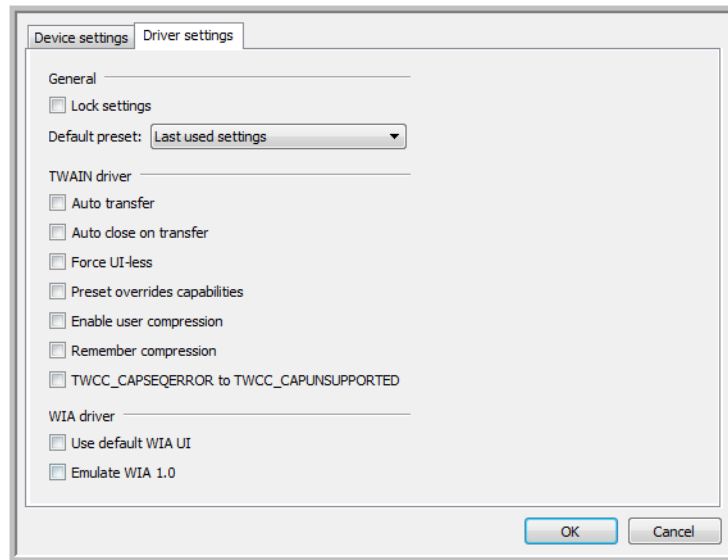 Device settings Driver settings
General
Lock settings
Default preset: Last used settings
TWAIN driver
Auto transfer
Auto close on transfer
Force UI-less
Preset overrides capabilities
Enable user compression
Remember compression
TWCC_CAPSEQERROR to TWCC_CAPUNSUPPORTED
WIA driver
Use default WIA UI
Emulate WIA 1.0
OK Cancel